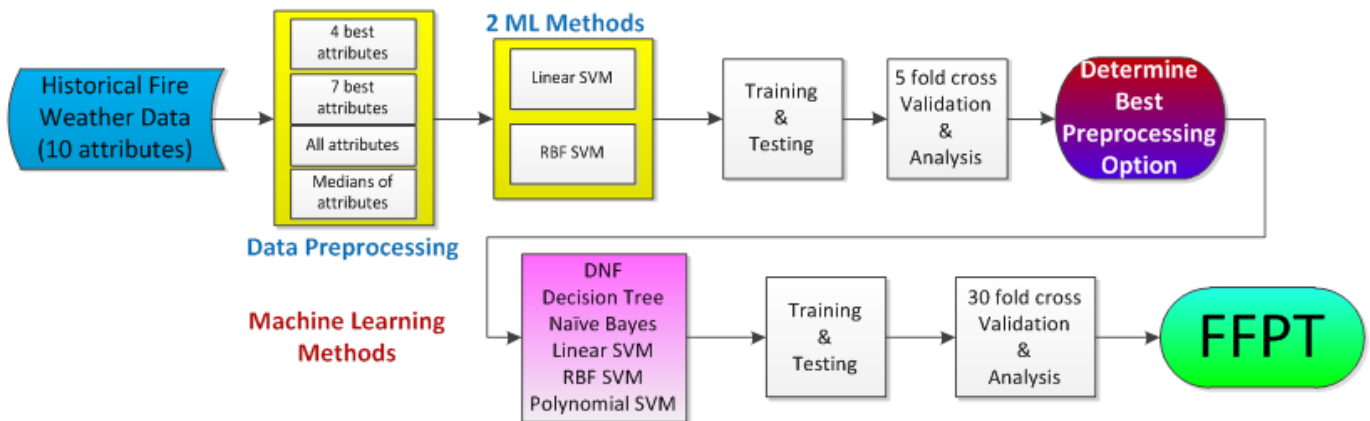 Historical Fire
Weather Data
(10 attributes)
4 best
attributes
7 best
attributes
All attributes
Medians of
attributes
Data Preprocessing
2 ML Methods
Linear SVM
RBF SVM
Training
&
Testing
5 fold cross
Validation
&
Analysis
Determine
Best
Preprocessing
Option
Machine Learning
Methods
DNF
Decision Tree
Naïve Bayes
Linear SVM
RBF SVM
Polynomial SVM
Training
&
Testing
30 fold cross
Validation
&
Analysis
FFPT